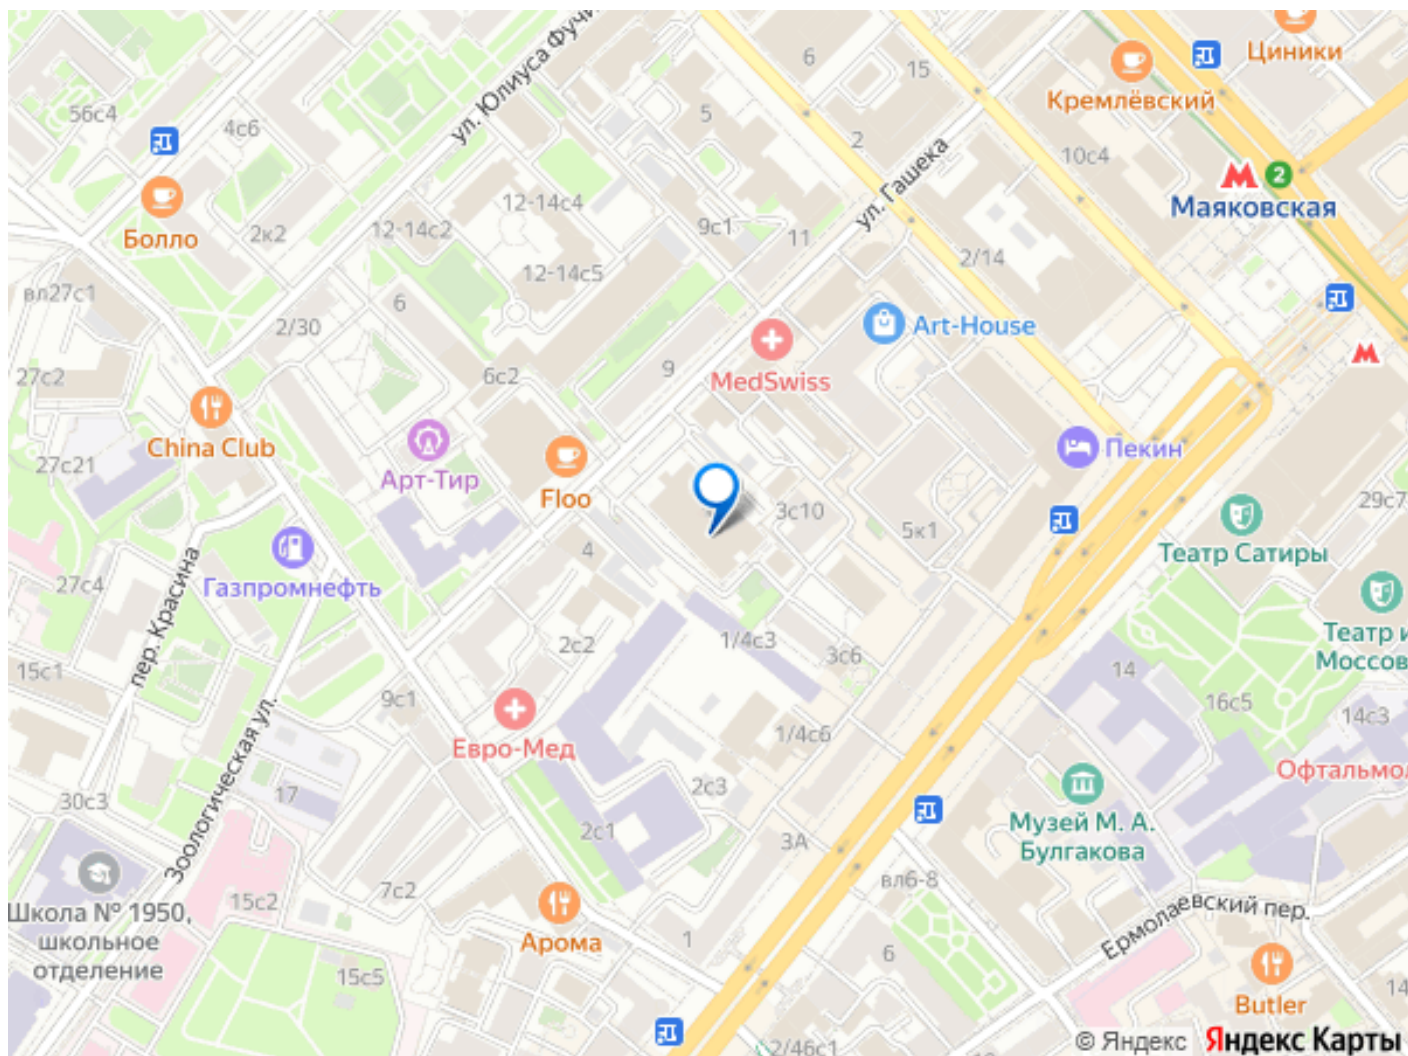 Циники
ул. Юлиуса Фучи
6
15
Кремлёвский
56с4
4с6
5
2
10с4
2
ул. Гашека
Маяковская
Болло
2к2
12-14с4
12-14с2
9с1
11
2/14
12-14с5
вл27с1
6
2/30
Art-House
27с2
6с2
9
MedSwiss
China Club
Пекин
27с21
Арт-Тир
Floo
3с10
5к1
29с7
Театр Сатиры
4
Газпромнефть
27с4
пер. Красина
Театр и
Моссов
2с2
1/4с3
3с6
14
15с1
9с1
16с5
14с3
Евро-Мед
1/4с6
Офтальмол
Зоологическая ул.
30с3
17
2с3
Музей М. А.
Булгакова
2с1
3А
вл6-8
7с2
15с2
Школа № 1950,
школьное
отделение
Ермолаевский пер.
Арома
1
6
15с5
14
Butler
2/46с1
© Яндекс Яндекс Карты